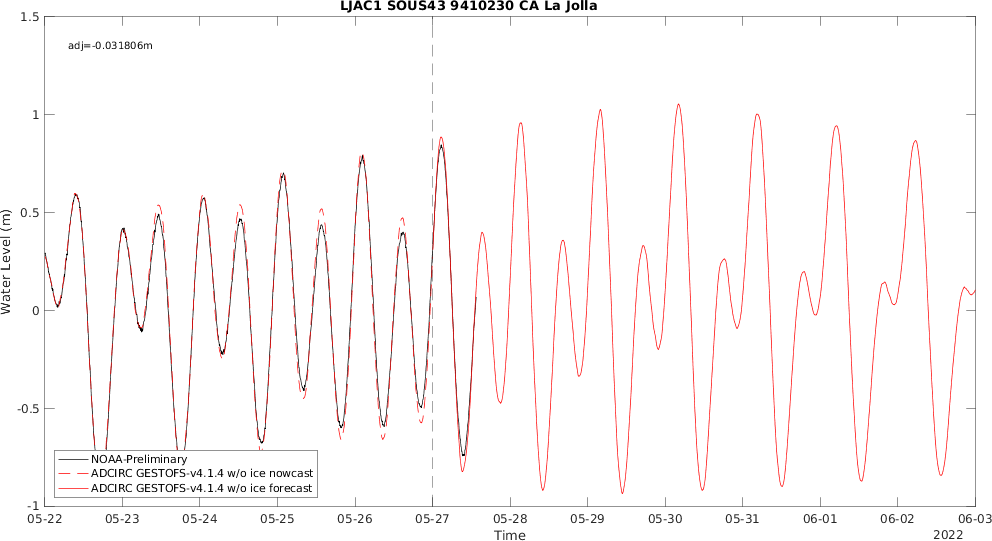 LJAC1 SOUS43 9410230 CA La Jolla
adj=-0.031806m
1.5
1
0.5
0
-0.5
-1
Water Level (m)
NOAA-Preliminary
ADCIRC GESTOFS-v4.1.4 w/o ice nowcast
ADCIRC GESTOFS-v4.1.4 w/o ice forecast
05-22 05-23 05-24 05-25 05-26 05-27 05-28 05-29 05-30 05-31 06-01 06-02 06-03
Time
2022